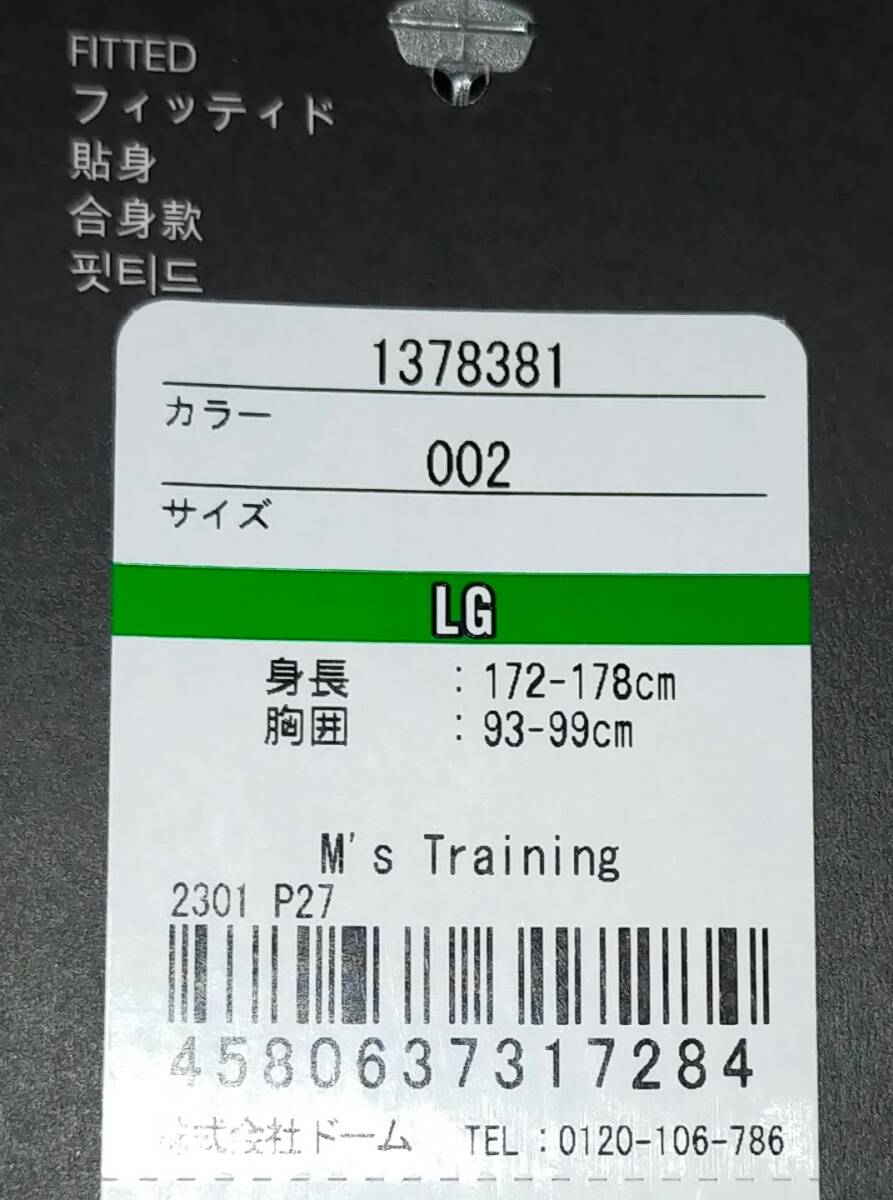 FITTED
フィッティド
貼身
合身款
핏티드
1378381
カラー
002
サイズ
LG
身長 : 172-178cm
胸囲 : 93-99cm
M's Training
2301 P27
4580637317284
株式会社ドーム TEL :0120-106-786